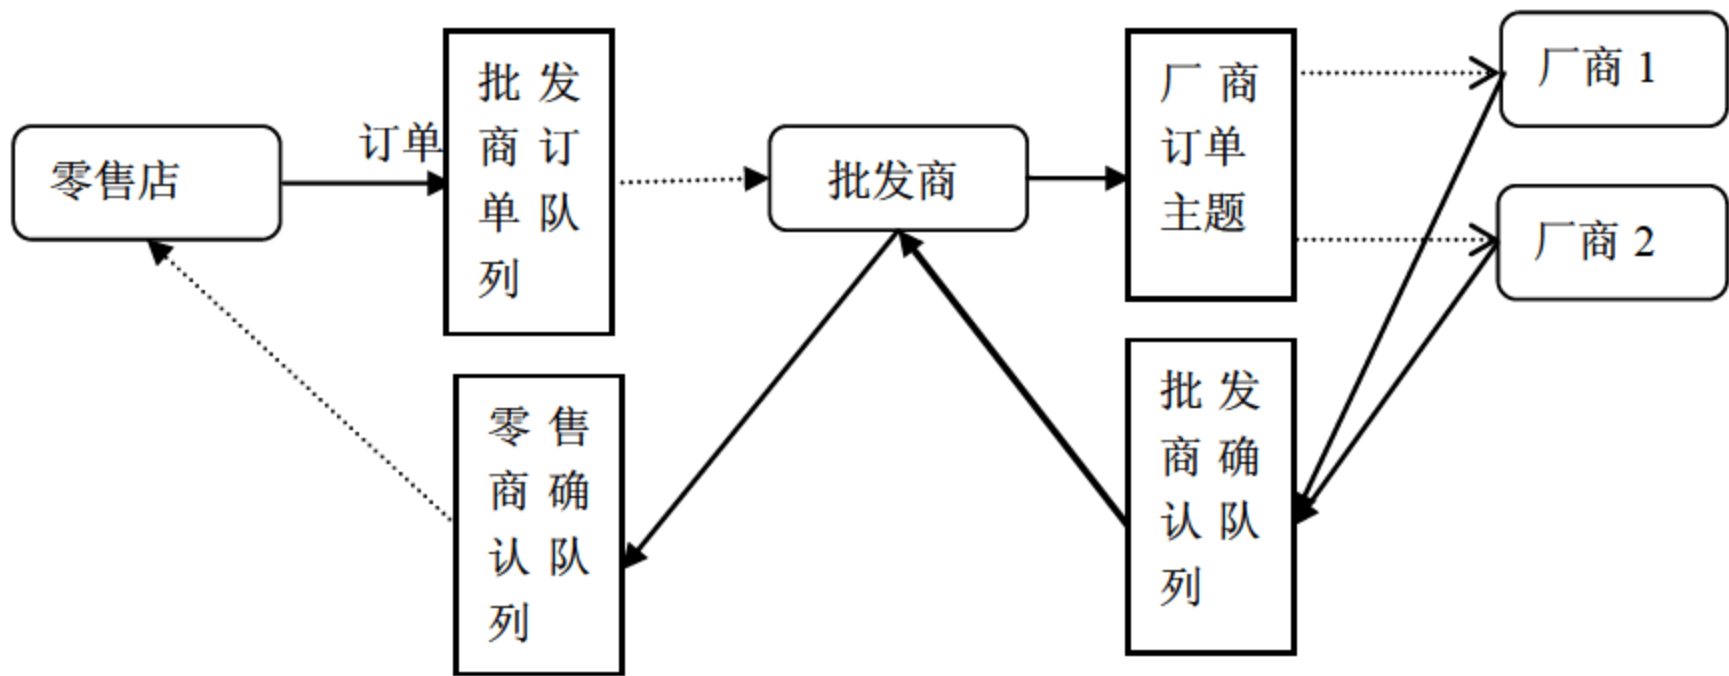 零售店
订单
批发
商订
单队
列
批发商
厂商
订单
主题
厂商 1
厂商 2
零售
商确
认队
列
批发
商确
认队
列